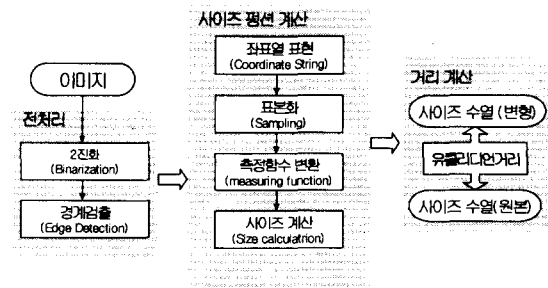 사이즈 펑션 계산
이미지
전처리
2진화
(Binarization)
경계검출
(Edge Detection)
좌표열 표현
(Coordinate String)
표본화
(Sampling)
측정함수 변환
(measuring function)
사이즈 계산
(Size calculatrion)
거리 계산
사이즈 수열 (변형)
유클리디언거리
사이즈 수열(원본)